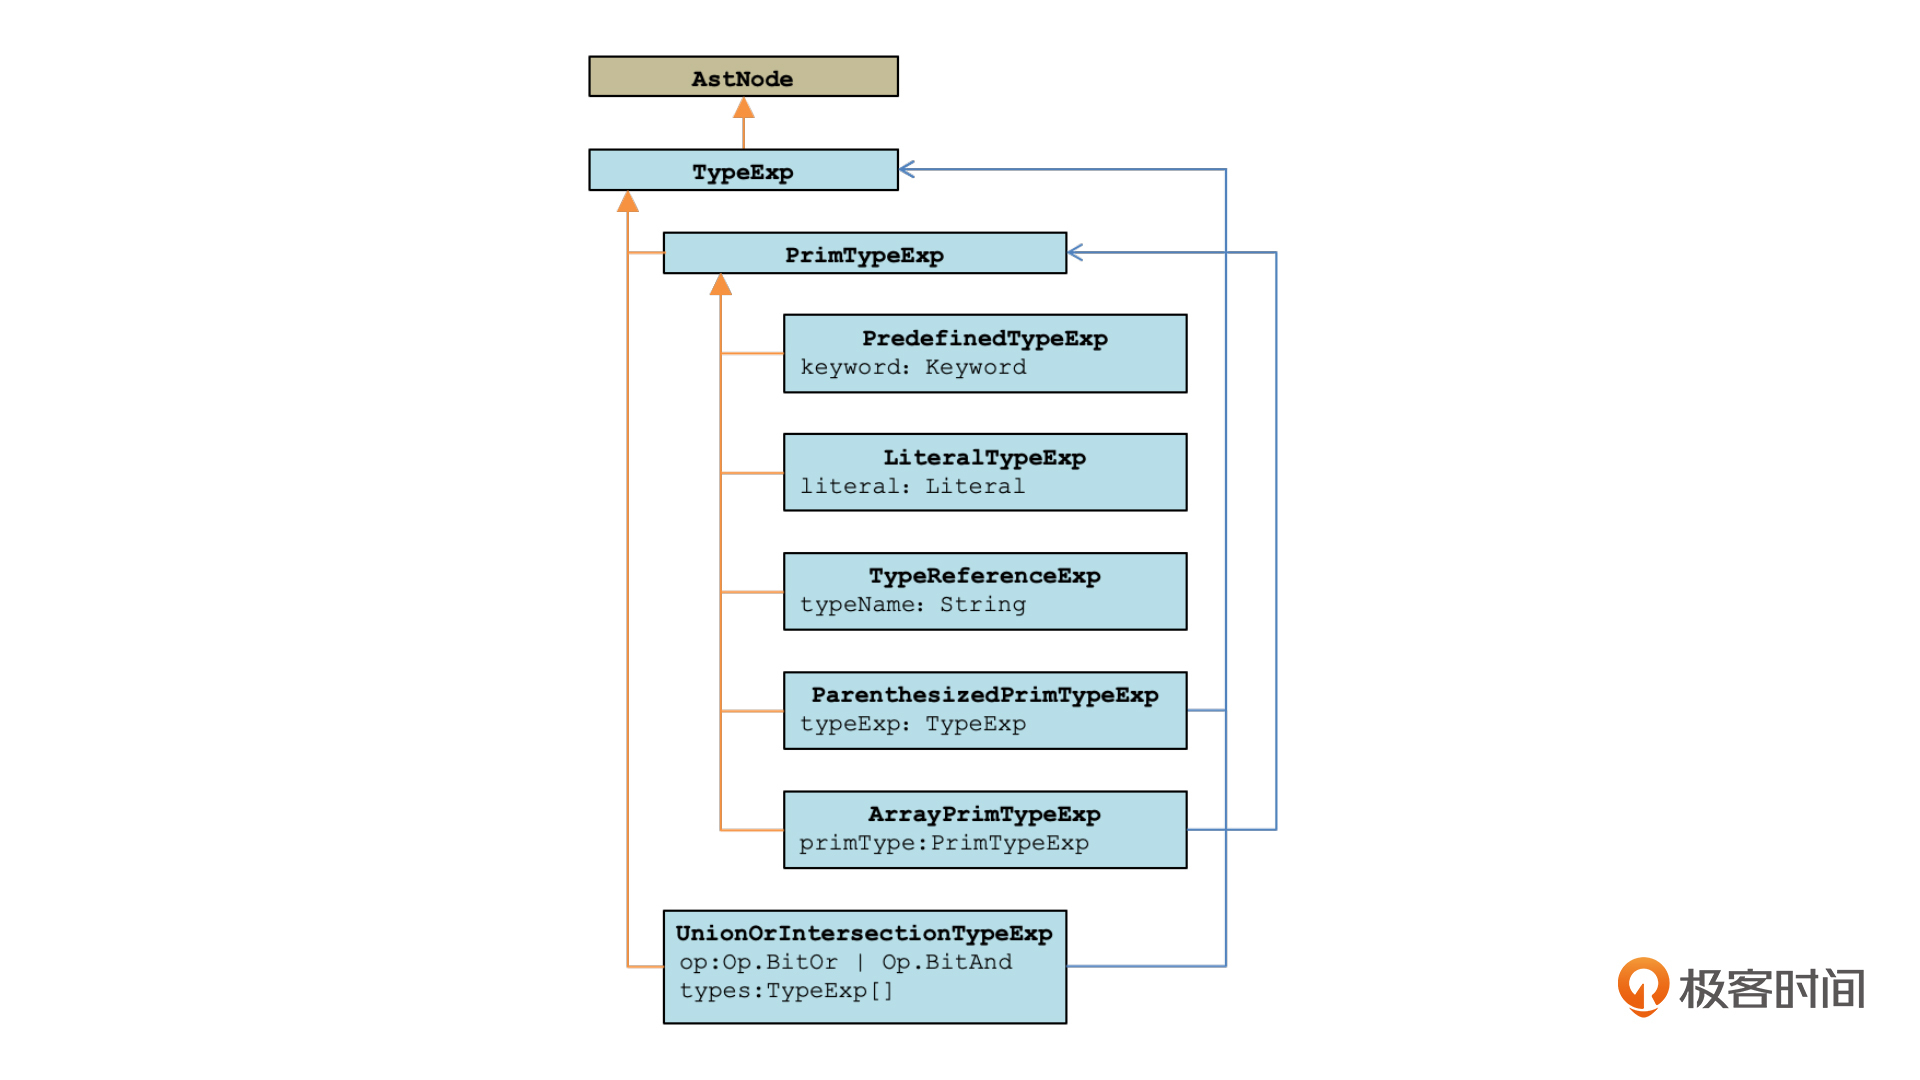 AstNode
TypeExp
PrimTypeExp
PredefinedTypeExp
keyword: Keyword
LiteralTypeExp
literal: Literal
TypeReferenceExp
typeName: String
ParenthesizedPrimTypeExp
typeExp: TypeExp
ArrayPrimTypeExp
primType:PrimTypeExp
UnionOrIntersectionTypeExp
op:Op.BitOr | Op.BitAnd
types:TypeExp[]
极客时间